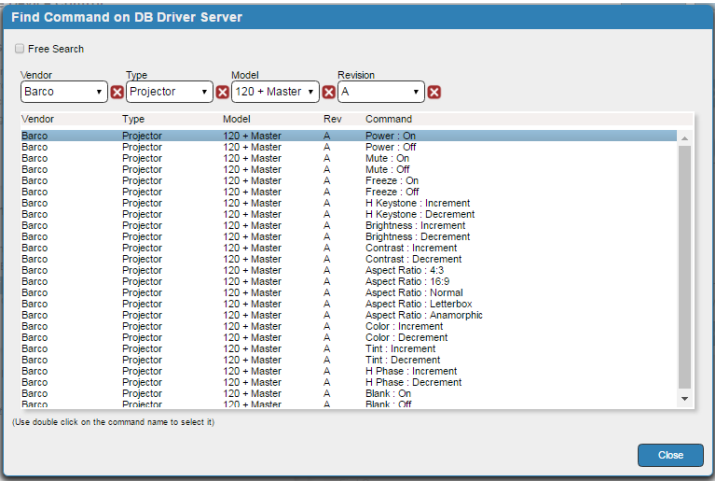 Find Command on DB Driver Server
Free Search
Vendor Type Model Revision
Barco Projector 120 + Master A
Vendor Type Model Rev Command
Barco Projector 120 + Master A Power : On
Barco Projector 120 + Master A Power : Off
Barco Projector 120 + Master A Mute : On
Barco Projector 120 + Master A Mute : Off
Barco Projector 120 + Master A Freeze : On
Barco Projector 120 + Master A Freeze : Off
Barco Projector 120 + Master A H Keystone : Increment
Barco Projector 120 + Master A H Keystone : Decrement
Barco Projector 120 + Master A Brightness : Increment
Barco Projector 120 + Master A Brightness : Decrement
Barco Projector 120 + Master A Contrast : Increment
Barco Projector 120 + Master A Contrast : Decrement
Barco Projector 120 + Master A Aspect Ratio : 4:3
Barco Projector 120 + Master A Aspect Ratio : 16:9
Barco Projector 120 + Master A Aspect Ratio : Normal
Barco Projector 120 + Master A Aspect Ratio : Letterbox
Barco Projector 120 + Master A Aspect Ratio : Anamorphic
Barco Projector 120 + Master A Color : Increment
Barco Projector 120 + Master A Color : Decrement
Barco Projector 120 + Master A Tint : Increment
Barco Projector 120 + Master A Tint : Decrement
Barco Projector 120 + Master A H Phase : Increment
Barco Projector 120 + Master A H Phase : Decrement
Barco Projector 120 + Master A Blank : On
Barco Projector 120 + Master A Blank : Off
(Use double click on the command name to select it)
Close